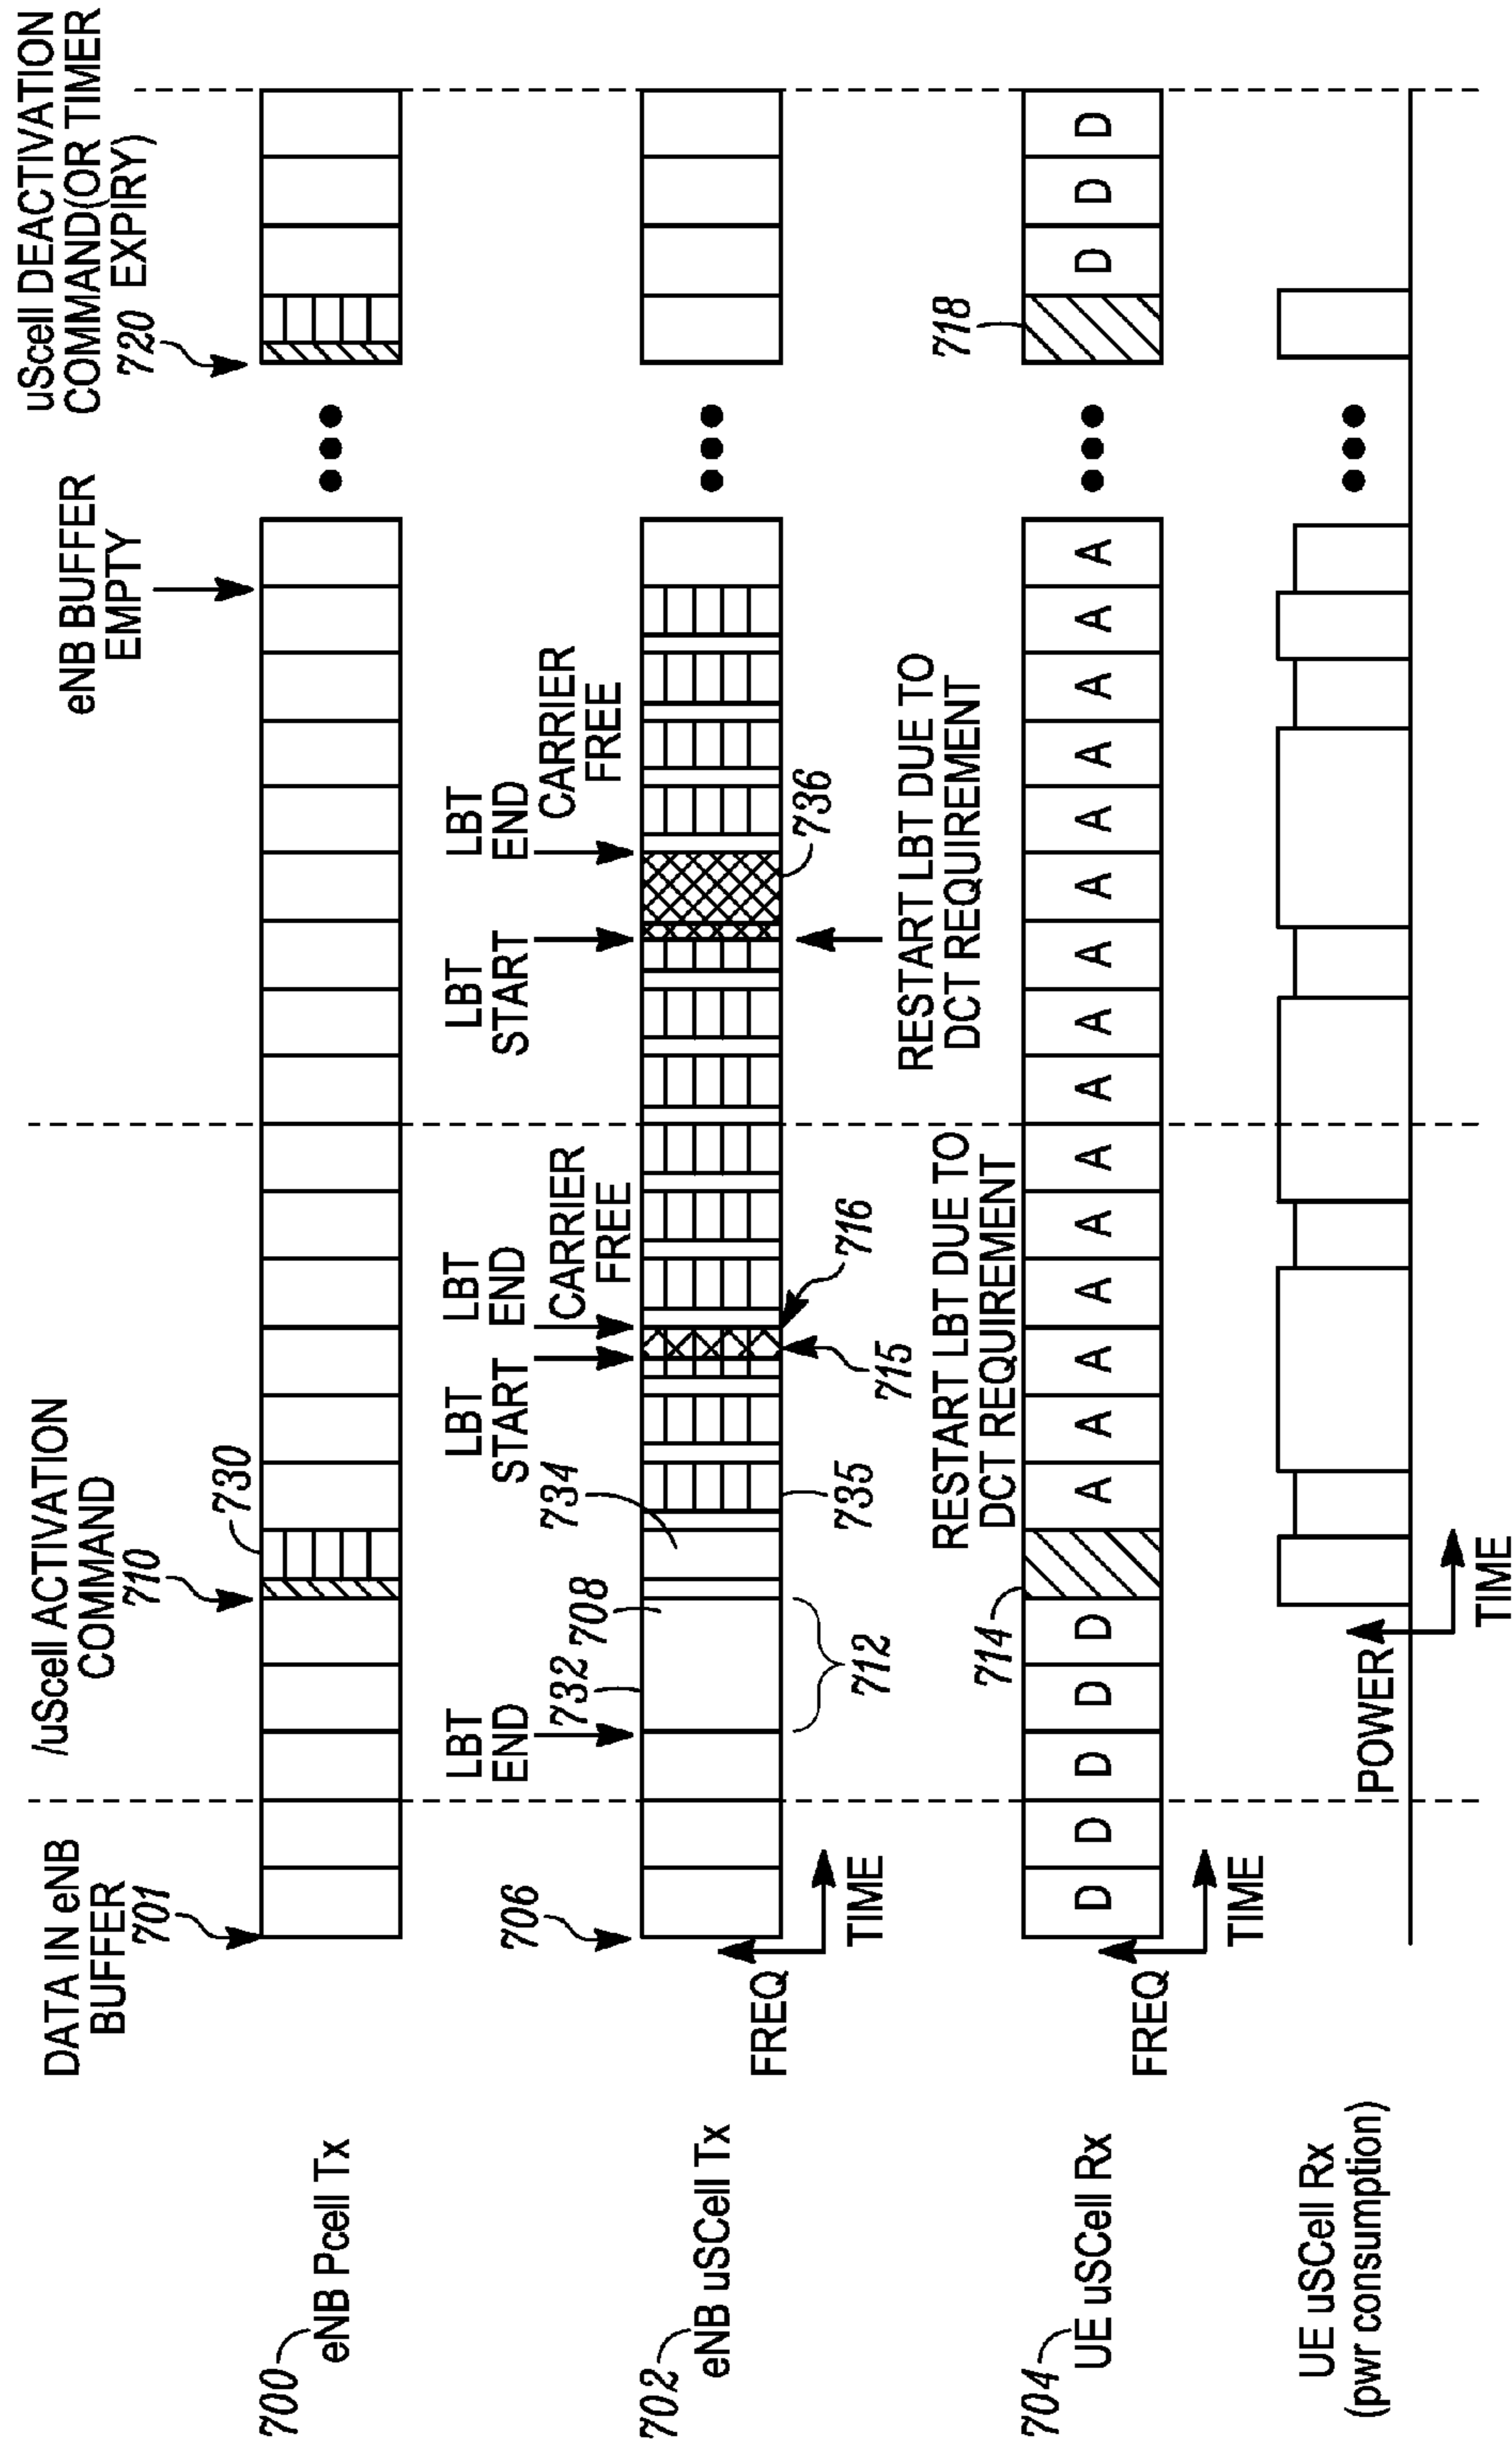 DATA IN eNB
BUFFER
701
/uScell ACTIVATION
COMMAND
710
730
eNB BUFFER
EMPTY
uScell DEACTIVATION
COMMAND(OR TIMER
EXPIRY)
720
700
eNB Pcell Tx
706
LBT
END
732
708
734
712
735
LBT
START
LBT
END
CARRIER
FREE
715
716
LBT
START
LBT
END
CARRIER
FREE
736
702
eNB uSCell Tx
FREQ
TIME
RESTART LBT DUE TO
DCT REQUIREMENT
RESTART LBT DUE TO
DCT REQUIREMENT
714
718
704
UE uSCell Rx
D D D D D A A A A A A A A A A A A A A A D D D
FREQ
TIME
UE uSCell Rx
(pwr consumption)
POWER
TIME